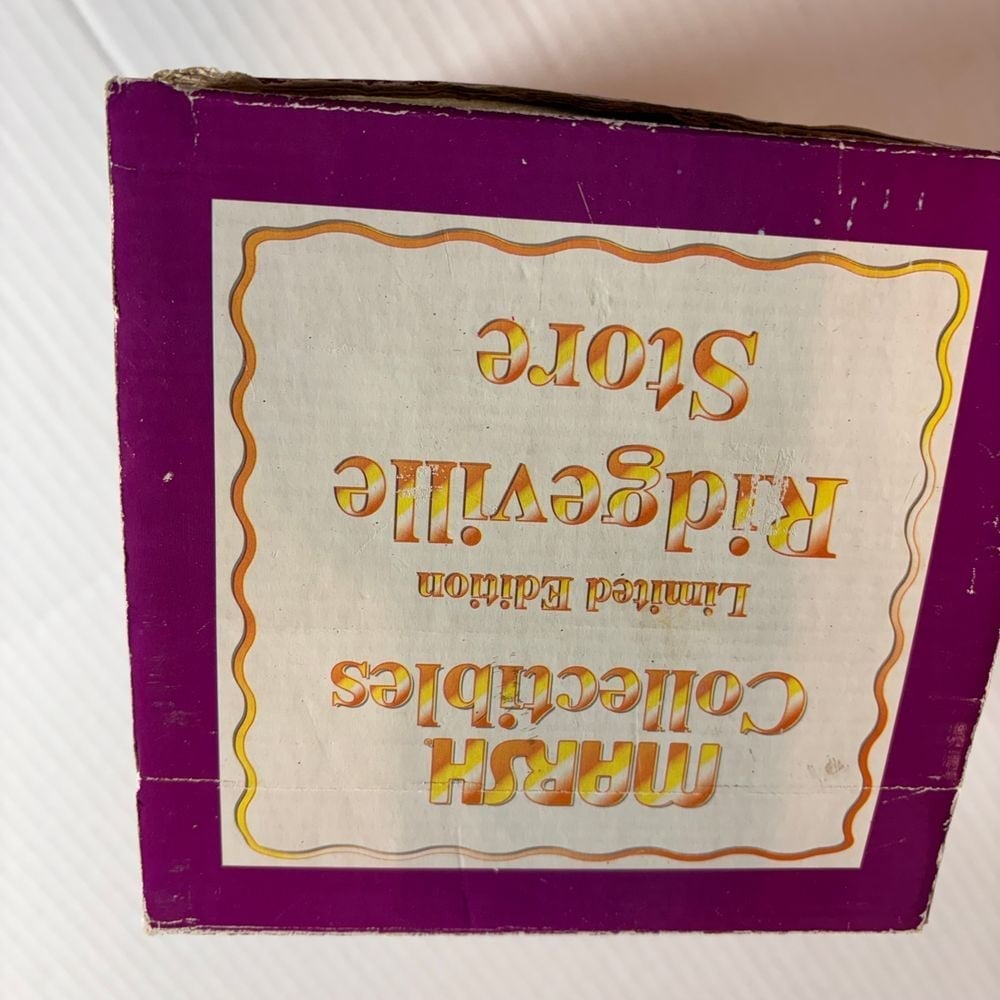 MARSH®
Collectibles
Limited Edition
Ridgeville
Store